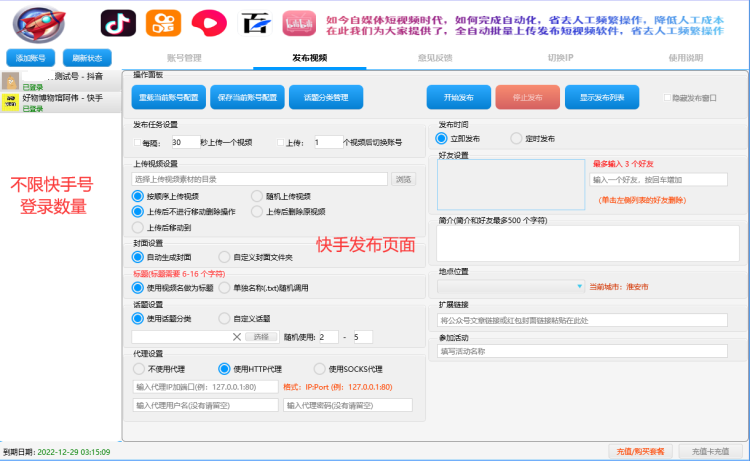 如今自媒体短视频时代，如何完成自动化，省去人工频繁操作，降低人工成本
在此我们为大家提供了，全自动批量上传发布短视频软件，省去人工频繁操作
百
添加账号 刷新状态 账号管理 发布视频 意见反馈 切换IP 使用说明
测试号 - 抖音
已登录
好物博物馆阿伟 - 快手
已登录
不限快手号
登录数量
操作面板
重载当前账号配置 保存当前账号配置 话题分类管理 开始发布 停止发布 显示发布列表 隐藏发布窗口
发布任务设置
每隔: 30 秒上传一个视频 上传: 1 个视频后切换账号
上传视频设置
选择上传视频素材的目录 浏览
按顺序上传视频 随机上传视频
上传后不进行移动删除操作 上传后删除原视频
上传后移动到
快手发布页面
封面设置
自动生成封面 自定义封面文件夹
标题(标题需要 6-16 个字符)
使用视频名做为标题 单独名称(.txt)随机调用
话题设置
使用话题分类 自定义话题
选择 随机使用: 2 - 5
代理设置
不使用代理 使用HTTP代理 使用SOCKS代理
输入代理IP加端口(例：127.0.0.1:80) 格式：IP:Port (例：127.0.0.1:80)
输入代理用户名(没有请留空) 输入代理密码(没有请留空)
发布时间
立即发布 定时发布
好友设置
最多输入 3 个好友
输入一个好友，按回车增加
(单击左侧列表的好友删除)
简介(简介和好友最多500 个字符)
地点位置
当前城市：淮安市
扩展链接
将公众号文章链接或红包封面链接粘贴在此处
参加活动
填写活动名称
到期日期: 2022-12-29 03:15:09 充值/购买套餐 充值卡充值